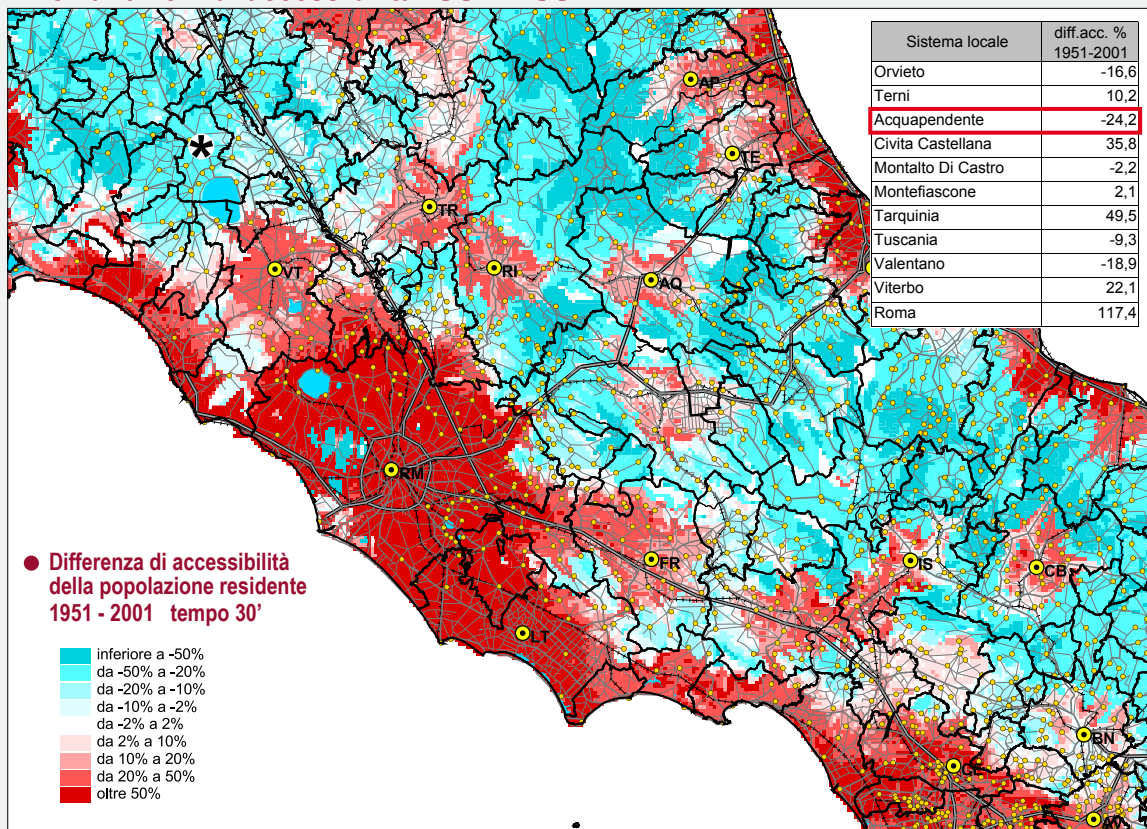 Sistema locale diff.acc. % 1951-2001
Orvieto -16,6
Terni 10,2
Acquapendente -24,2
Civita Castellana 35,8
Montalto Di Castro -2,2
Montefiascone 2,1
Tarquinia 49,5
Tuscania -9,3
Valentano -18,9
Viterbo 22,1
Roma 117,4
AP
TE
*
TR
VT
RI
AQ
RM
FR
IS
CB
LT
BN
CE
AV
● Differenza di accessibilità
della popolazione residente
1951 - 2001 tempo 30'
inferiore a -50%
da -50% a -20%
da -20% a -10%
da -10% a -2%
da -2% a 2%
da 2% a 10%
da 10% a 20%
da 20% a 50%
oltre 50%